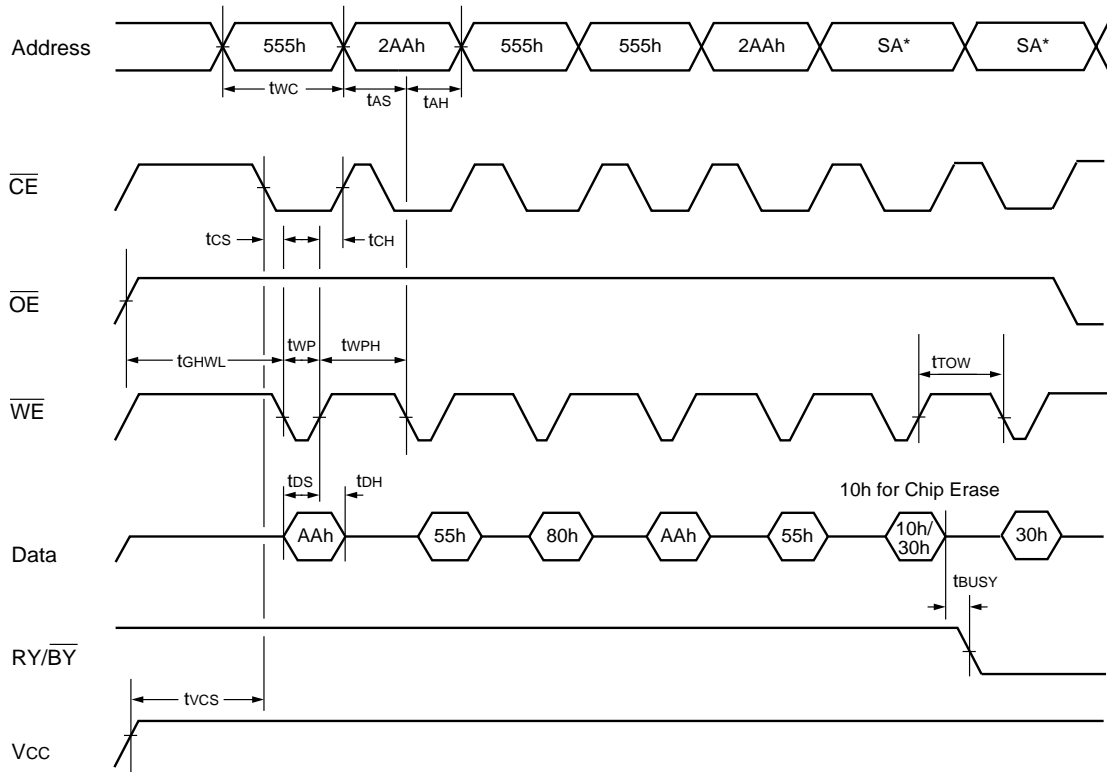 Address
555h 2AAh 555h 555h 2AAh SA* SA*
tWC tAS tAH
CE
tCS tCH
OE
tGHWL tWP tWPH tTOW
WE
tDS tDH
10h for Chip Erase
Data
AAh 55h 80h AAh 55h 10h/ 30h
30h
tBUSY
RY/BY
tVCS
VCC